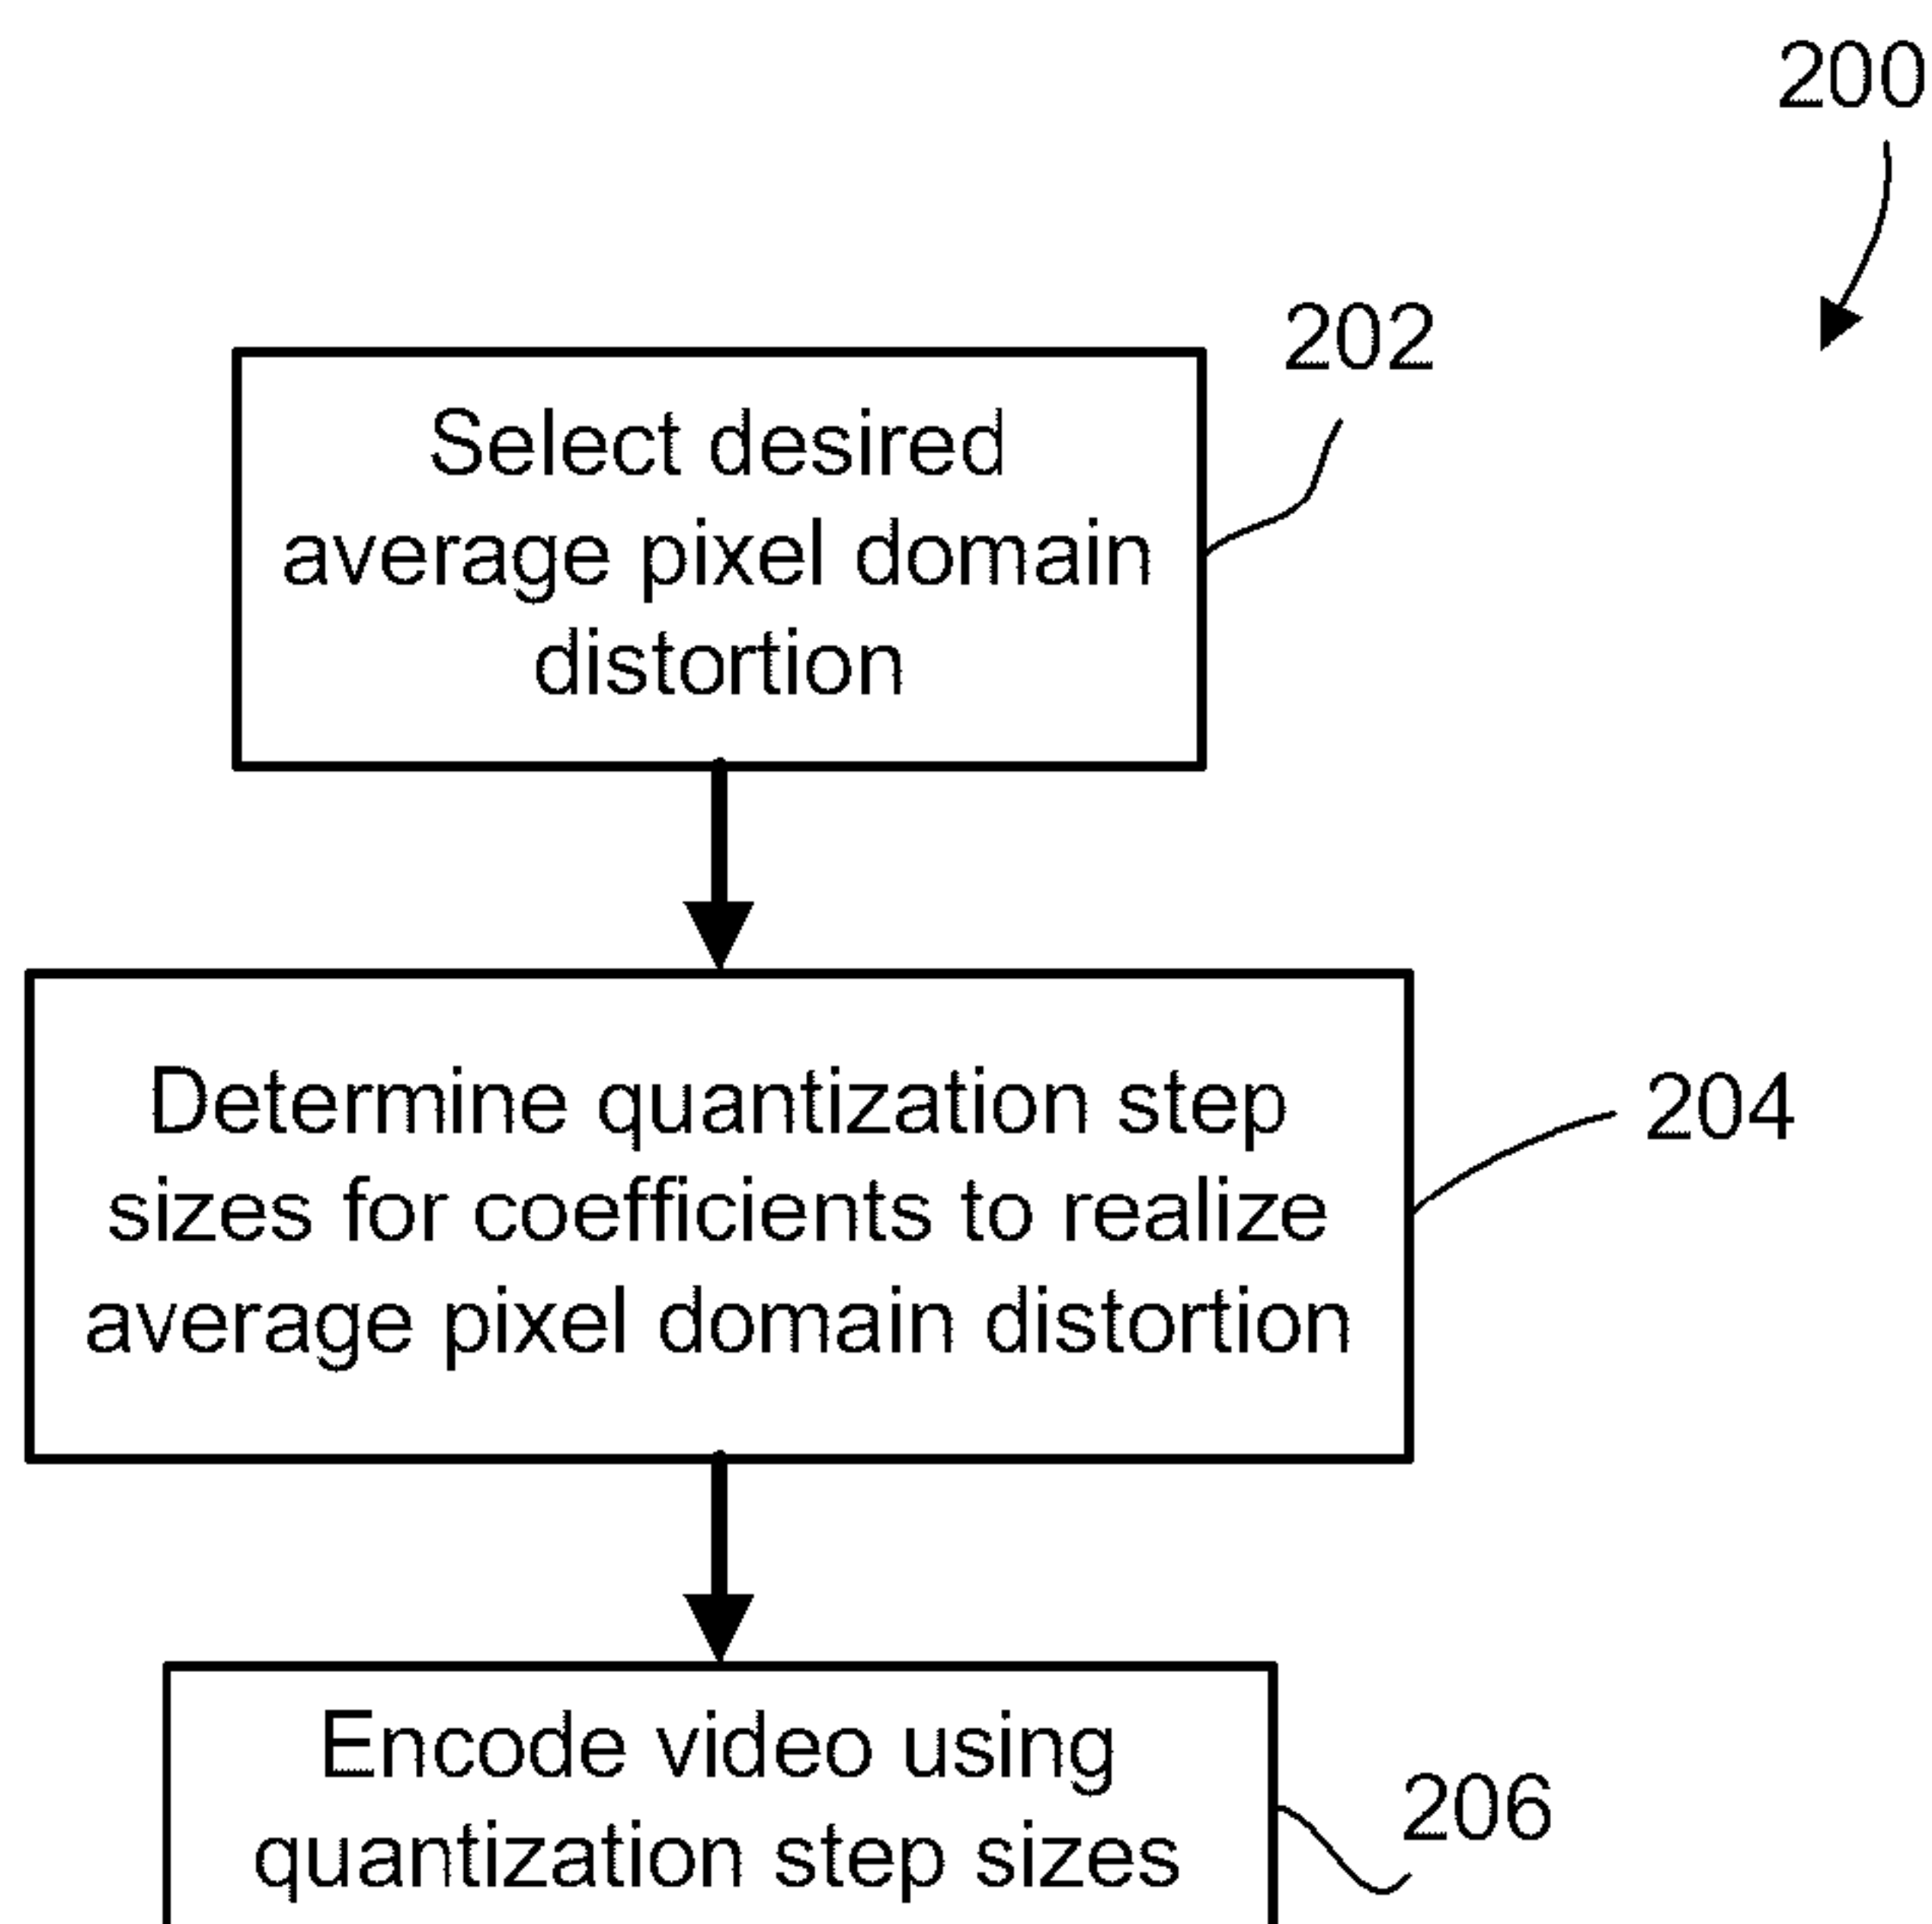 200
202
Select desired
average pixel domain
distortion
Determine quantization step
sizes for coefficients to realize
average pixel domain distortion
204
Encode video using
quantization step sizes
206